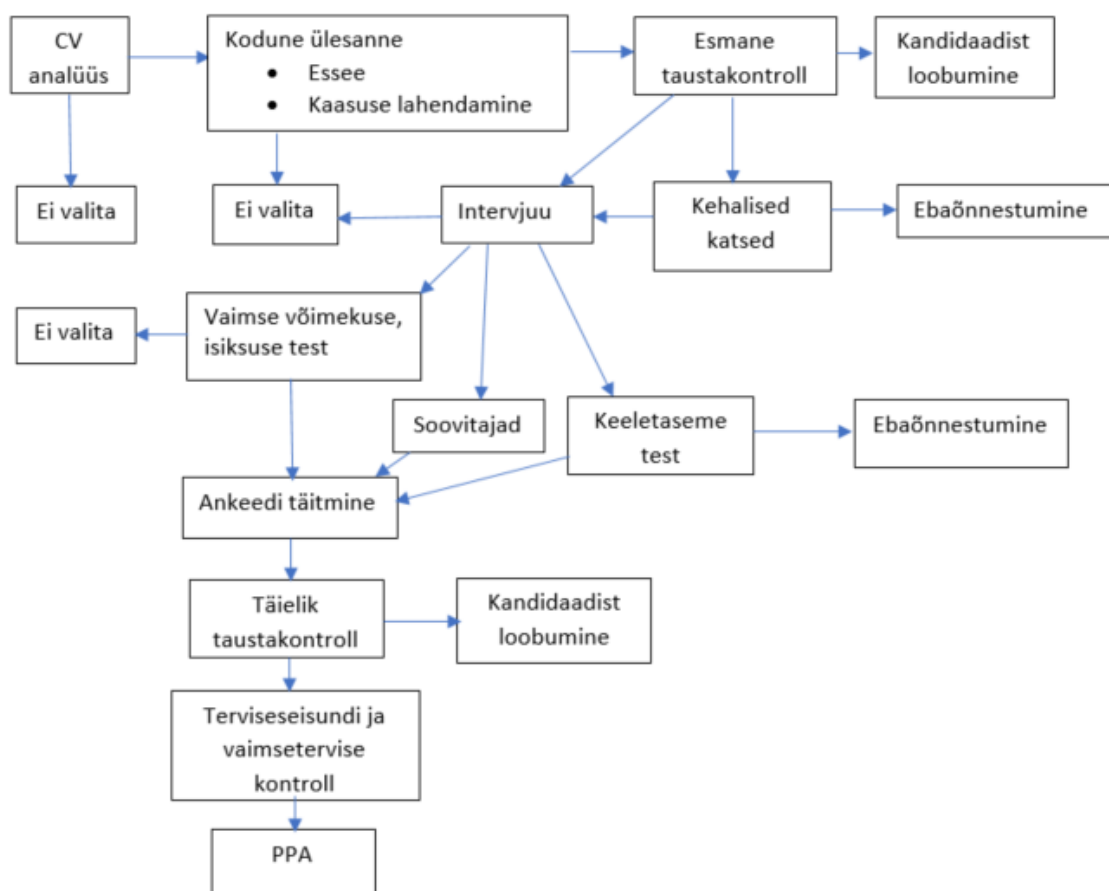 CV
analüüs
Kodune ülesanne
• Essee
• Kaasuse lahendamine
Esmane
taustakontroll
Kandidaadist
loobumine
Ei valita
Ei valita
Intervjuu
Kehalised
katsed
Ebaõnnestumine
Ei valita
Vaimse võimekuse,
isiksuse test
Soovitajad
Keeletaseme
test
Ebaõnnestumine
Ankeedi täitmine
Täielik
taustakontroll
Kandidaadist
loobumine
Terviseseisundi ja
vaimsetervise
kontroll
PPA